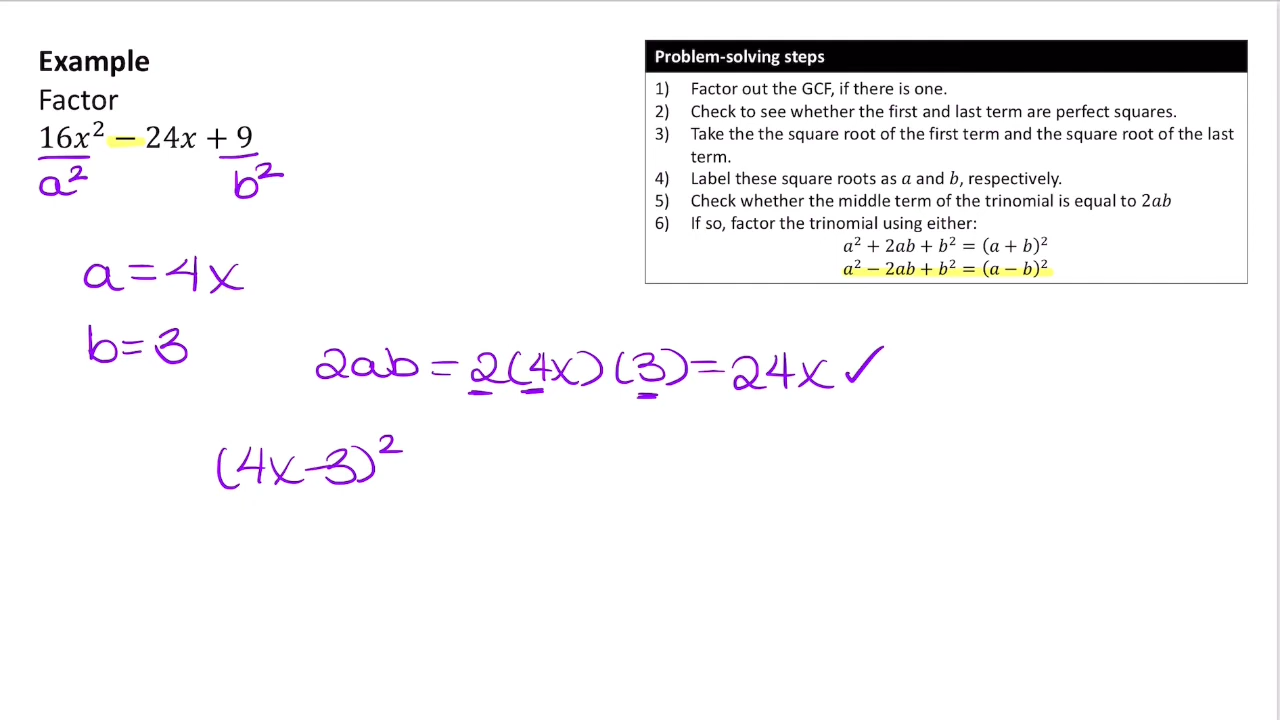 Example
Factor
16x² − 24x + 9
a² b²
a = 4x
b = 3
2ab = 2(4x)(3) = 24x ✓
(4x-3)²
Problem-solving steps
1) Factor out the GCF, if there is one.
2) Check to see whether the first and last term are perfect squares.
3) Take the the square root of the first term and the square root of the last
term.
4) Label these square roots as a and b, respectively.
5) Check whether the middle term of the trinomial is equal to 2ab
6) If so, factor the trinomial using either:
a² + 2ab + b² = (a + b)²
a² − 2ab + b² = (a − b)²